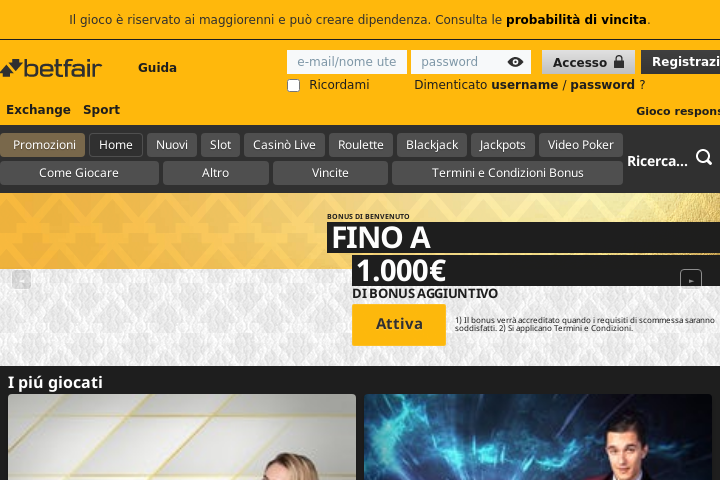 Il gioco è riservato ai maggiorenni e può creare dipendenza. Consulta le probabilità di vincita.
betfair
Guida
e-mail/nome ute
password
Accesso
Registrazi
Ricordami
Dimenticato username / password ?
Exchange Sport
Gioco respons
Promozioni Home Nuovi Slot Casinò Live Roulette Blackjack Jackpots Video Poker
Come Giocare Altro Vincite Termini e Condizioni Bonus
Ricerca...
BONUS DI BENVENUTO
FINO A
1.000€
DI BONUS AGGIUNTIVO
Attiva
1) Il bonus verrà accreditato quando i requisiti di scommessa saranno
soddisfatti. 2) Si applicano Termini e Condizioni.
I piú giocati